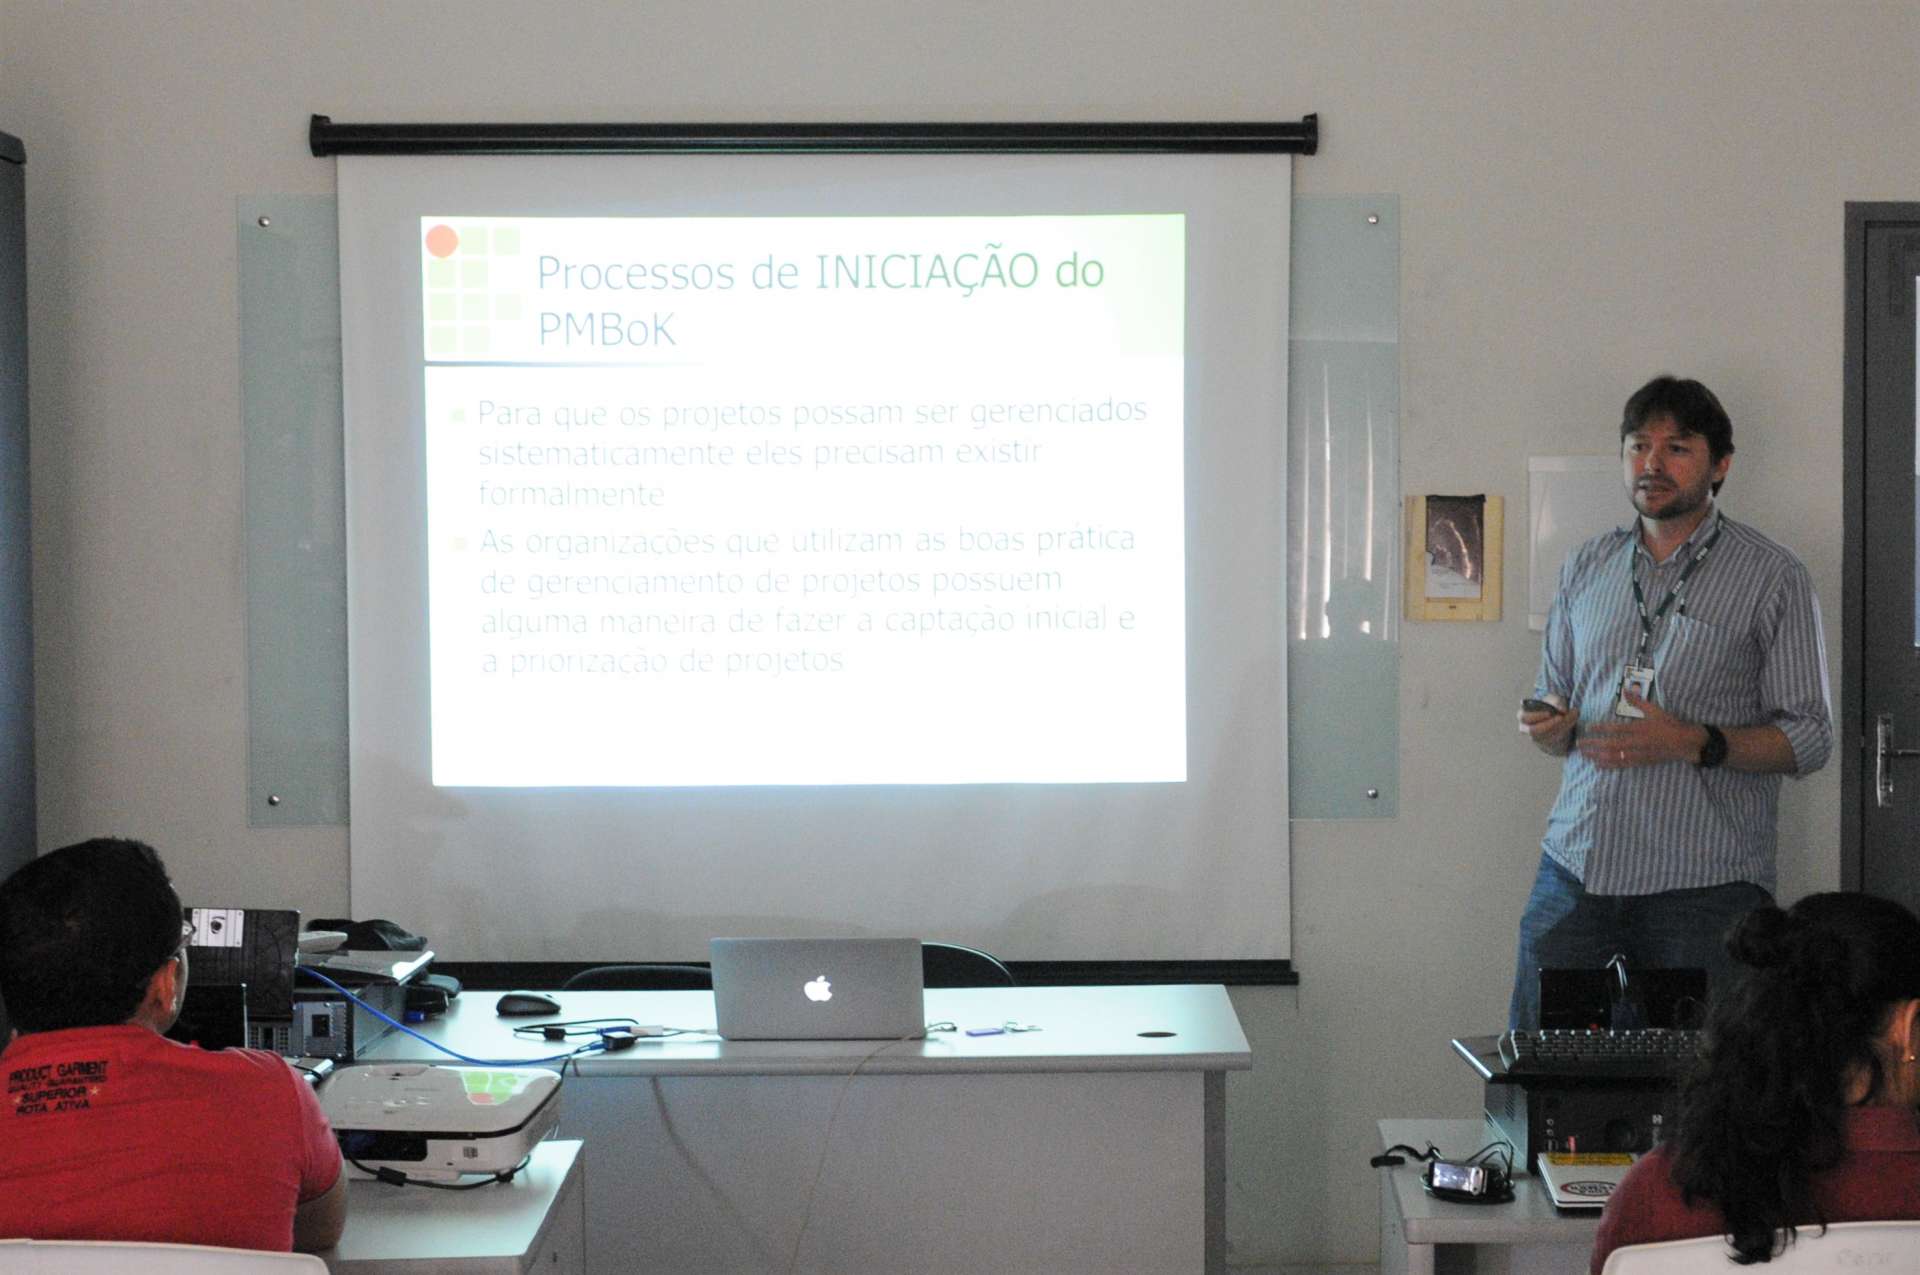 Processos de INICIAÇÃO do
PMBoK
Para que os projetos possam ser gerenciados
sistematicamente eles precisam existir
formalmente
As organizações que utilizam as boas prática
de gerenciamento de projetos possuem
alguma maneira de fazer a captação inicial e
a priorização de projetos
PRODUCT GARMENT
QUALITY GUARANTEED
SUPERIOR
ROTA ATIVA